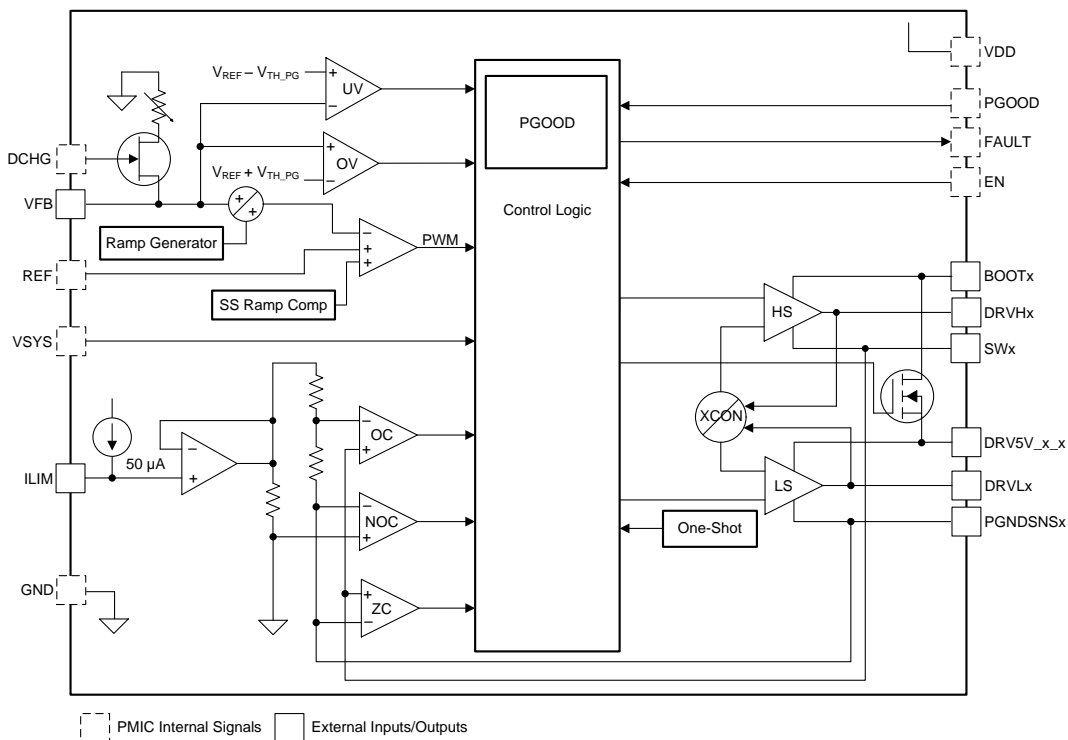 VDD
V_REF – V_TH_PG
+
UV
–
PGOOD
PGOOD
FAULT
DCHG
+
OV
–
V_REF + V_TH_PG
EN
VFB
+
+
Control Logic
Ramp Generator
–
+
+
PWM
REF
BOOTx
SS Ramp Comp
HS
DRVHx
VSYS
SWx
XCON
–
OC
+
50 µA
–
+
DRV5V_x_x
ILIM
LS
DRVLx
–
NOC
+
One-Shot
PGNDSNSx
GND
+
ZC
–
PMIC Internal Signals
External Inputs/Outputs